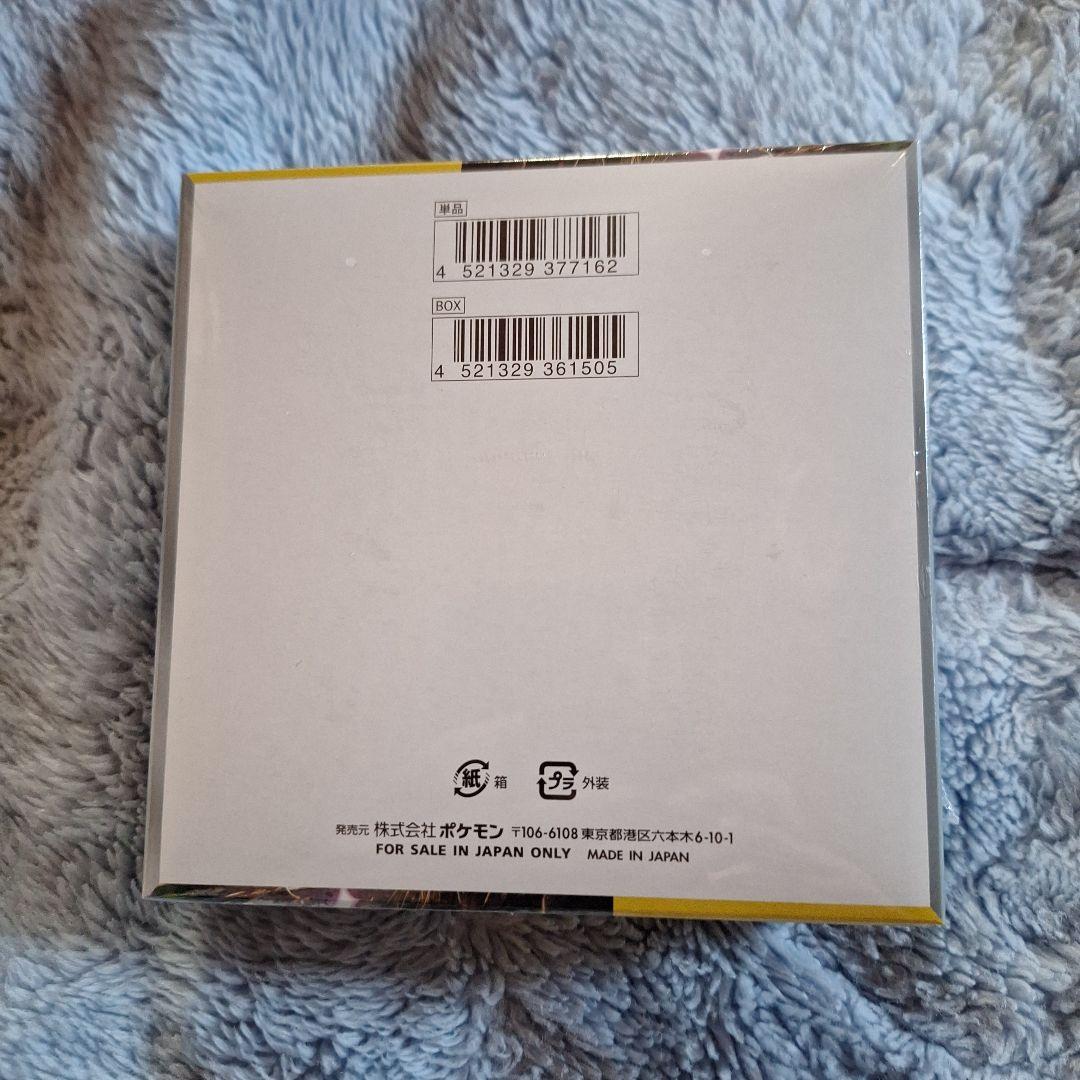 単品
4 521329 377162
BOX
4 521329 361505
紙 箱 プラ 外装
発売元 株式会社 ポケモン 〒106-6108 東京都港区六本木6-10-1
FOR SALE IN JAPAN ONLY MADE IN JAPAN